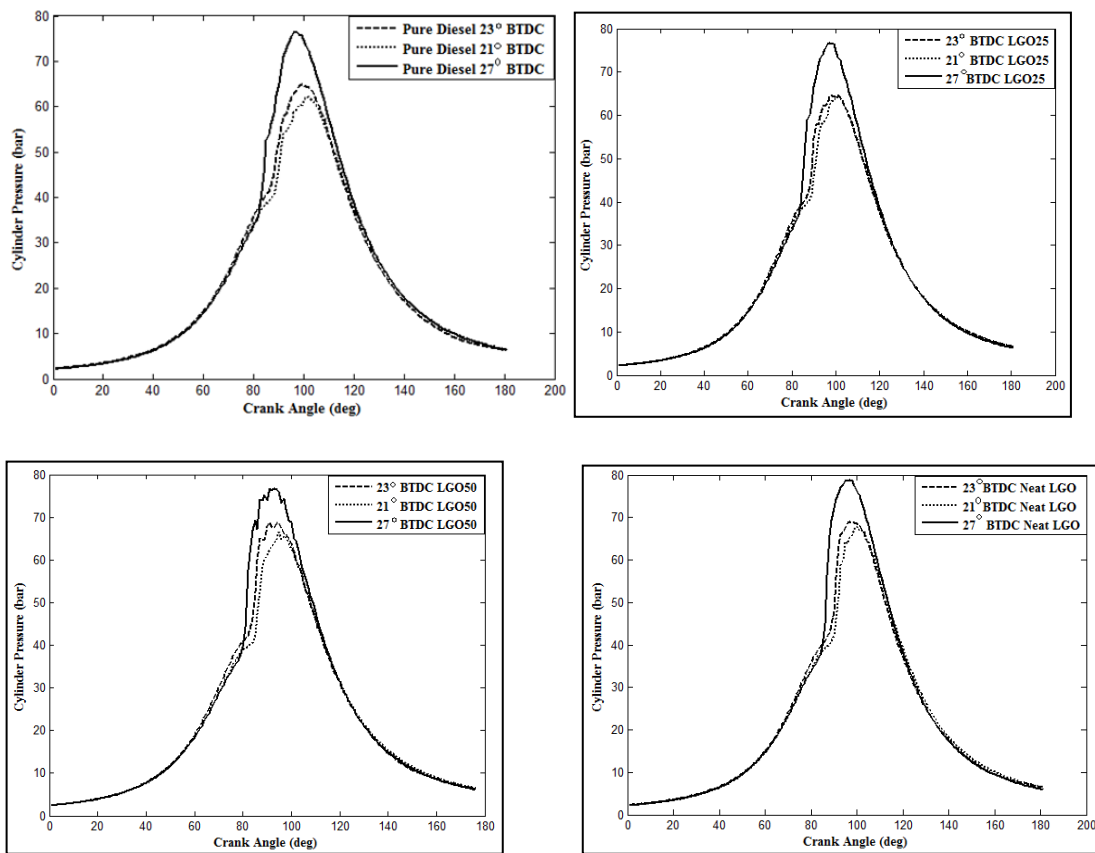 80
70
60
50
40
30
20
10
0
Cylinder Pressure (bar)
Pure Diesel 23° BTDC
Pure Diesel 21° BTDC
Pure Diesel 27⁰ BTDC
0 20 40 60 80 100 120 140 160 180 200
Crank Angle (deg)
80
70
60
50
40
30
20
10
0
Cylinder Pressure (bar)
23° BTDC LGO25
21° BTDC LGO25
27° BTDC LGO25
0 20 40 60 80 100 120 140 160 180 200
Crank Angle (deg)
80
70
60
50
40
30
20
10
0
Cylinder Pressure (bar)
23° BTDC LGO50
21° BTDC LGO50
27° BTDC LGO50
0 20 40 60 80 100 120 140 160 180
Crank Angle (deg)
80
70
60
50
40
30
20
10
0
Cylinder Pressure (bar)
23° BTDC Neat LGO
21⁰ BTDC Neat LGO
27° BTDC Neat LGO
0 20 40 60 80 100 120 140 160 180 200
Crank Angle (deg)